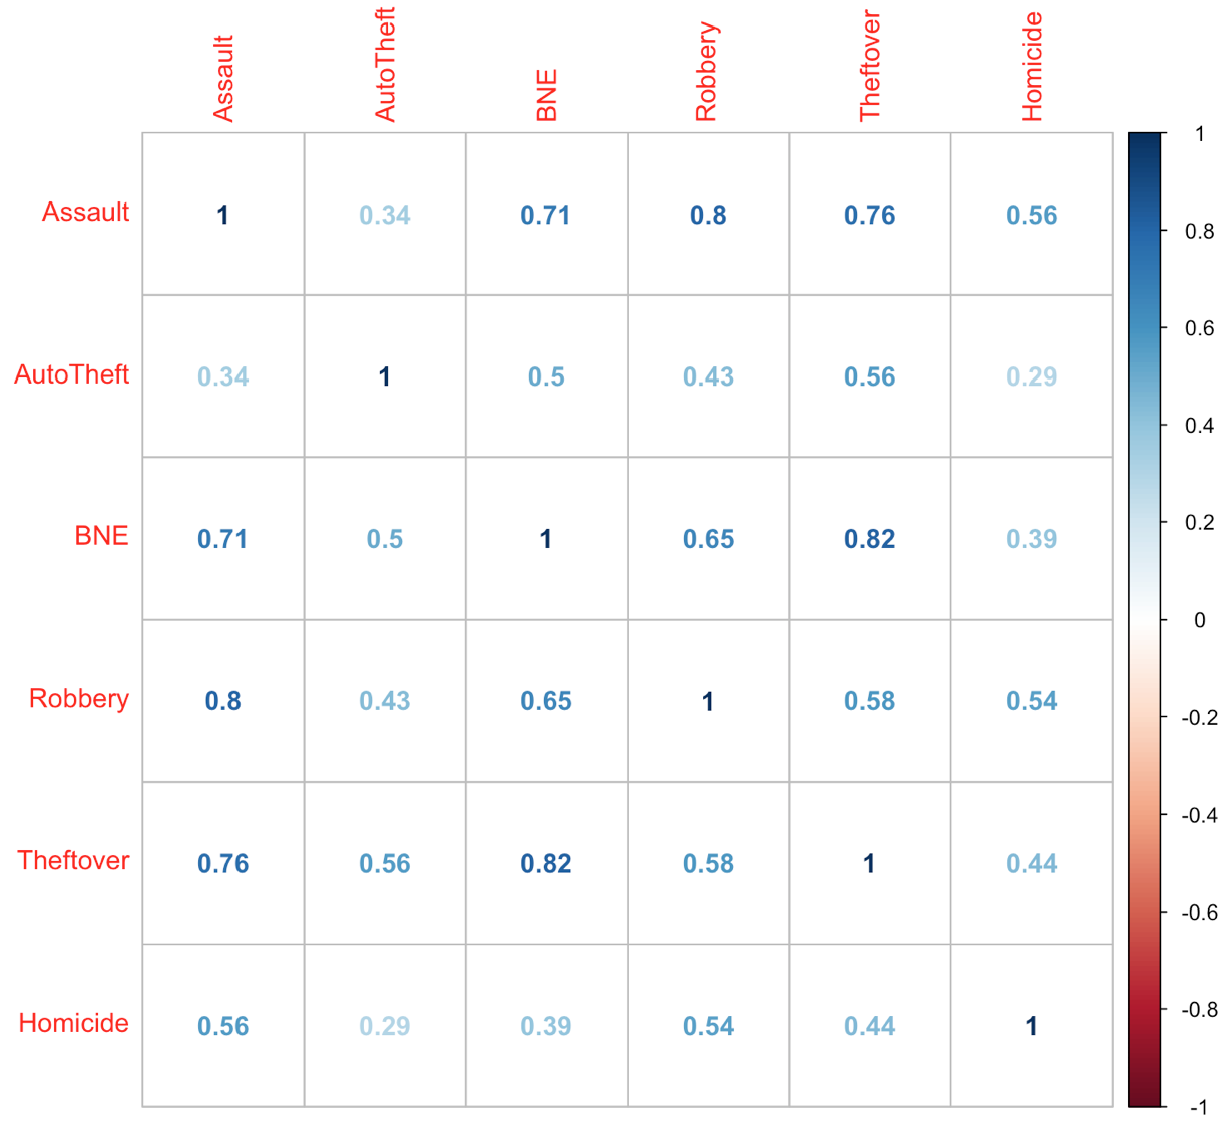 Assault AutoTheft BNE Robbery Theftover Homicide
Assault 1 0.34 0.71 0.8 0.76 0.56
AutoTheft 0.34 1 0.5 0.43 0.56 0.29
BNE 0.71 0.5 1 0.65 0.82 0.39
Robbery 0.8 0.43 0.65 1 0.58 0.54
Theftover 0.76 0.56 0.82 0.58 1 0.44
Homicide 0.56 0.29 0.39 0.54 0.44 1
1
0.8
0.6
0.4
0.2
0
-0.2
-0.4
-0.6
-0.8
-1